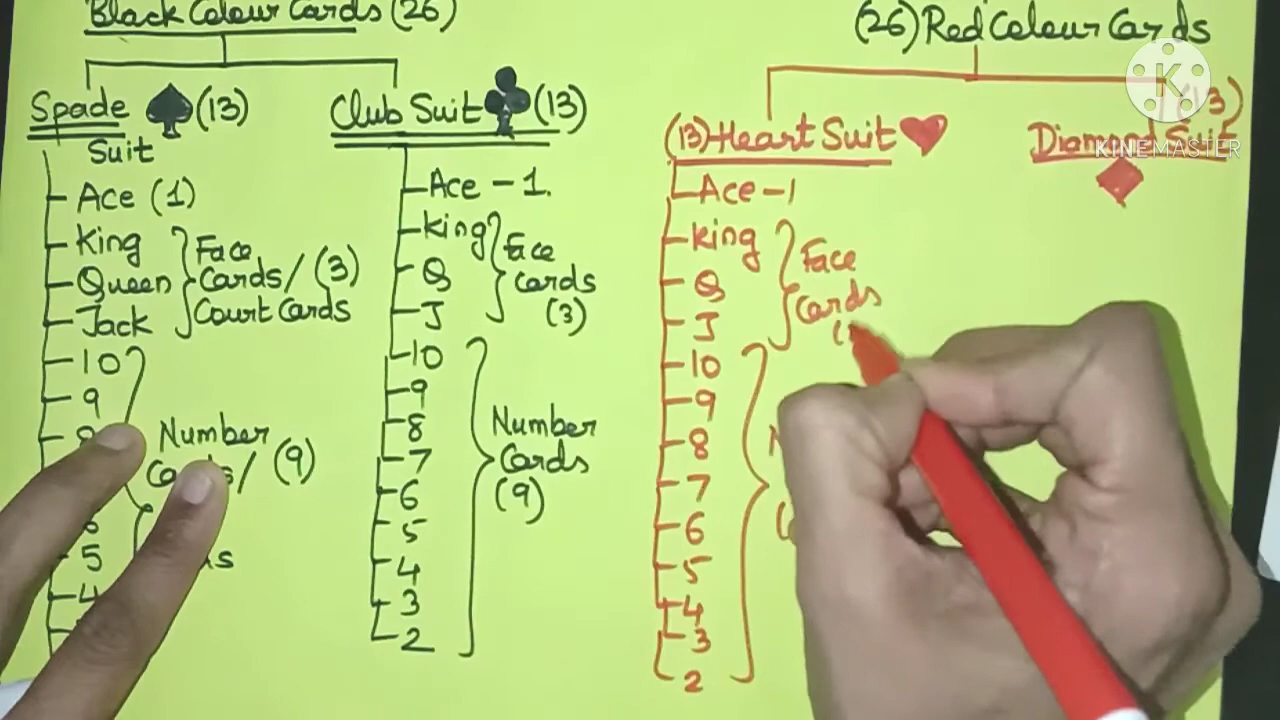 Black Colour Cards (26)
Spade ♠ (13)
Suit
Ace (1)
King
Queen
Jack
Face
Cards/ (3)
Court Cards
10
9
Number
(9)
5
4
Club Suit ♣ (13)
Ace - 1.
King
Q
J
Face
Cards
(3)
10
9
8
7
6
5
4
3
2
Number
Cards
(9)
(26) Red Colour Cards
(13) Heart Suit ♥
Ace - 1
King
Q
J
Face
Cards
10
9
8
7
6
5
4
3
2
(13)
Diamond Suit
♦
K
KINEMASTER